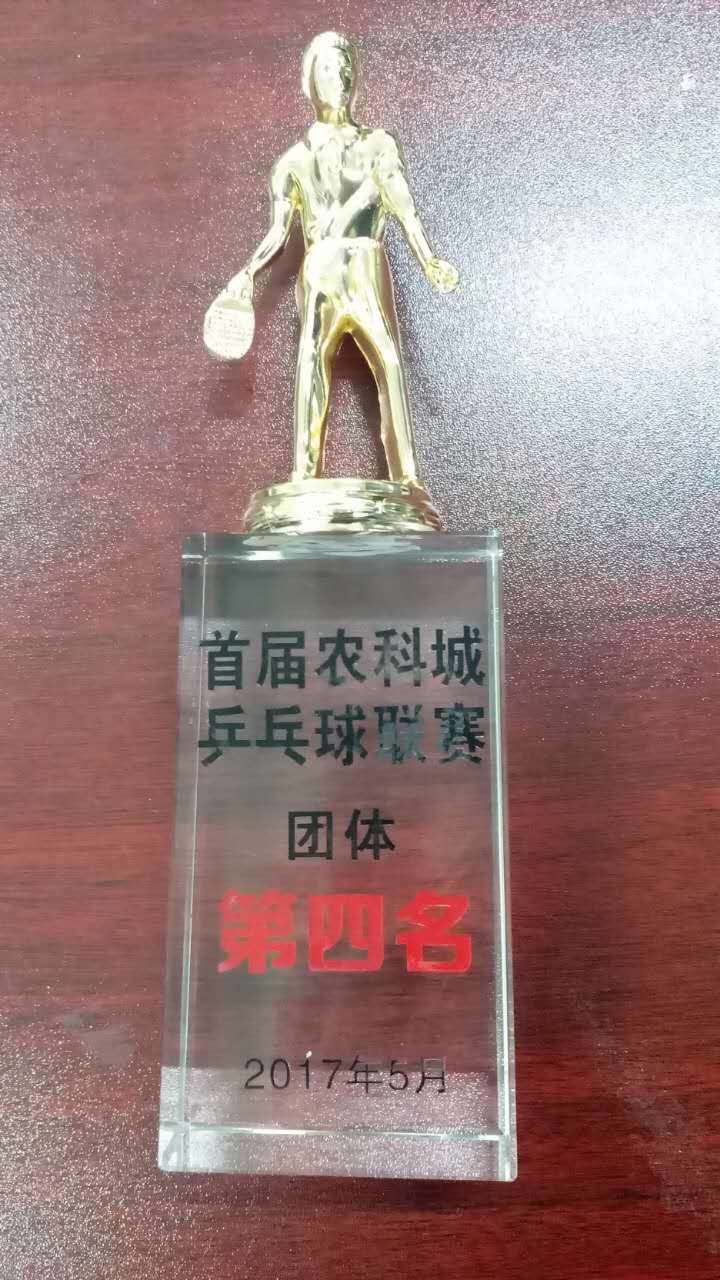 首届农科城
乒乓球联赛
团体
第四名
2017年5月